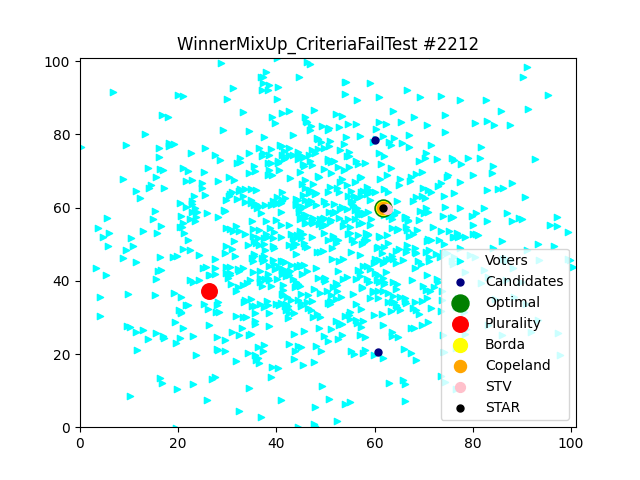 WinnerMixUp_CriteriaFailTest #2212
100
80
60
40
20
0
0 20 40 60 80 100
Voters
Candidates
Optimal
Plurality
Borda
Copeland
STV
STAR